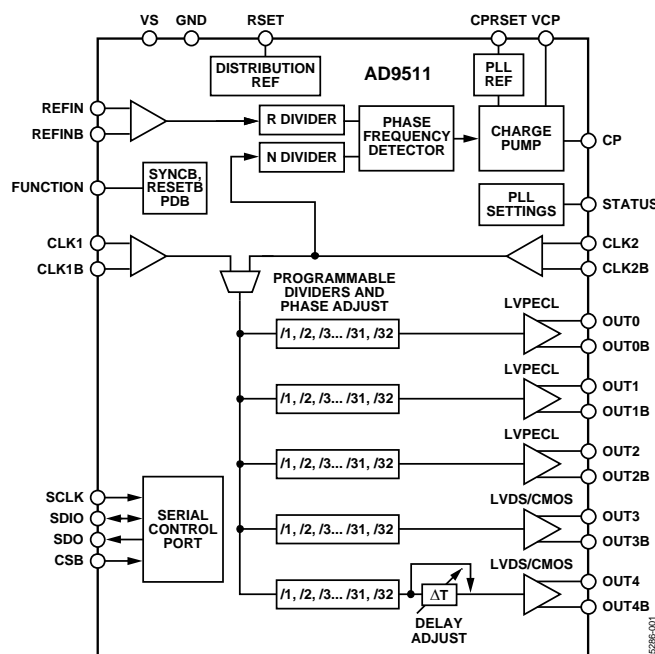 VS
GND
RSET
CPRSET
VCP
DISTRIBUTION
REF
AD9511
PLL
REF
REFIN
REFINB
R DIVIDER
N DIVIDER
PHASE
FREQUENCY
DETECTOR
CHARGE
PUMP
CP
FUNCTION
SYNCB,
RESETB
PDB
PLL
SETTINGS
STATUS
CLK1
CLK1B
CLK2
CLK2B
PROGRAMMABLE
DIVIDERS AND
PHASE ADJUST
/1, /2, /3... /31, /32
LVPECL
OUT0
OUT0B
/1, /2, /3... /31, /32
LVPECL
OUT1
OUT1B
/1, /2, /3... /31, /32
LVPECL
OUT2
OUT2B
SCLK
SDIO
SDO
CSB
SERIAL
CONTROL
PORT
/1, /2, /3... /31, /32
LVDS/CMOS
OUT3
OUT3B
/1, /2, /3... /31, /32
ΔT
DELAY
ADJUST
LVDS/CMOS
OUT4
OUT4B
5286-001